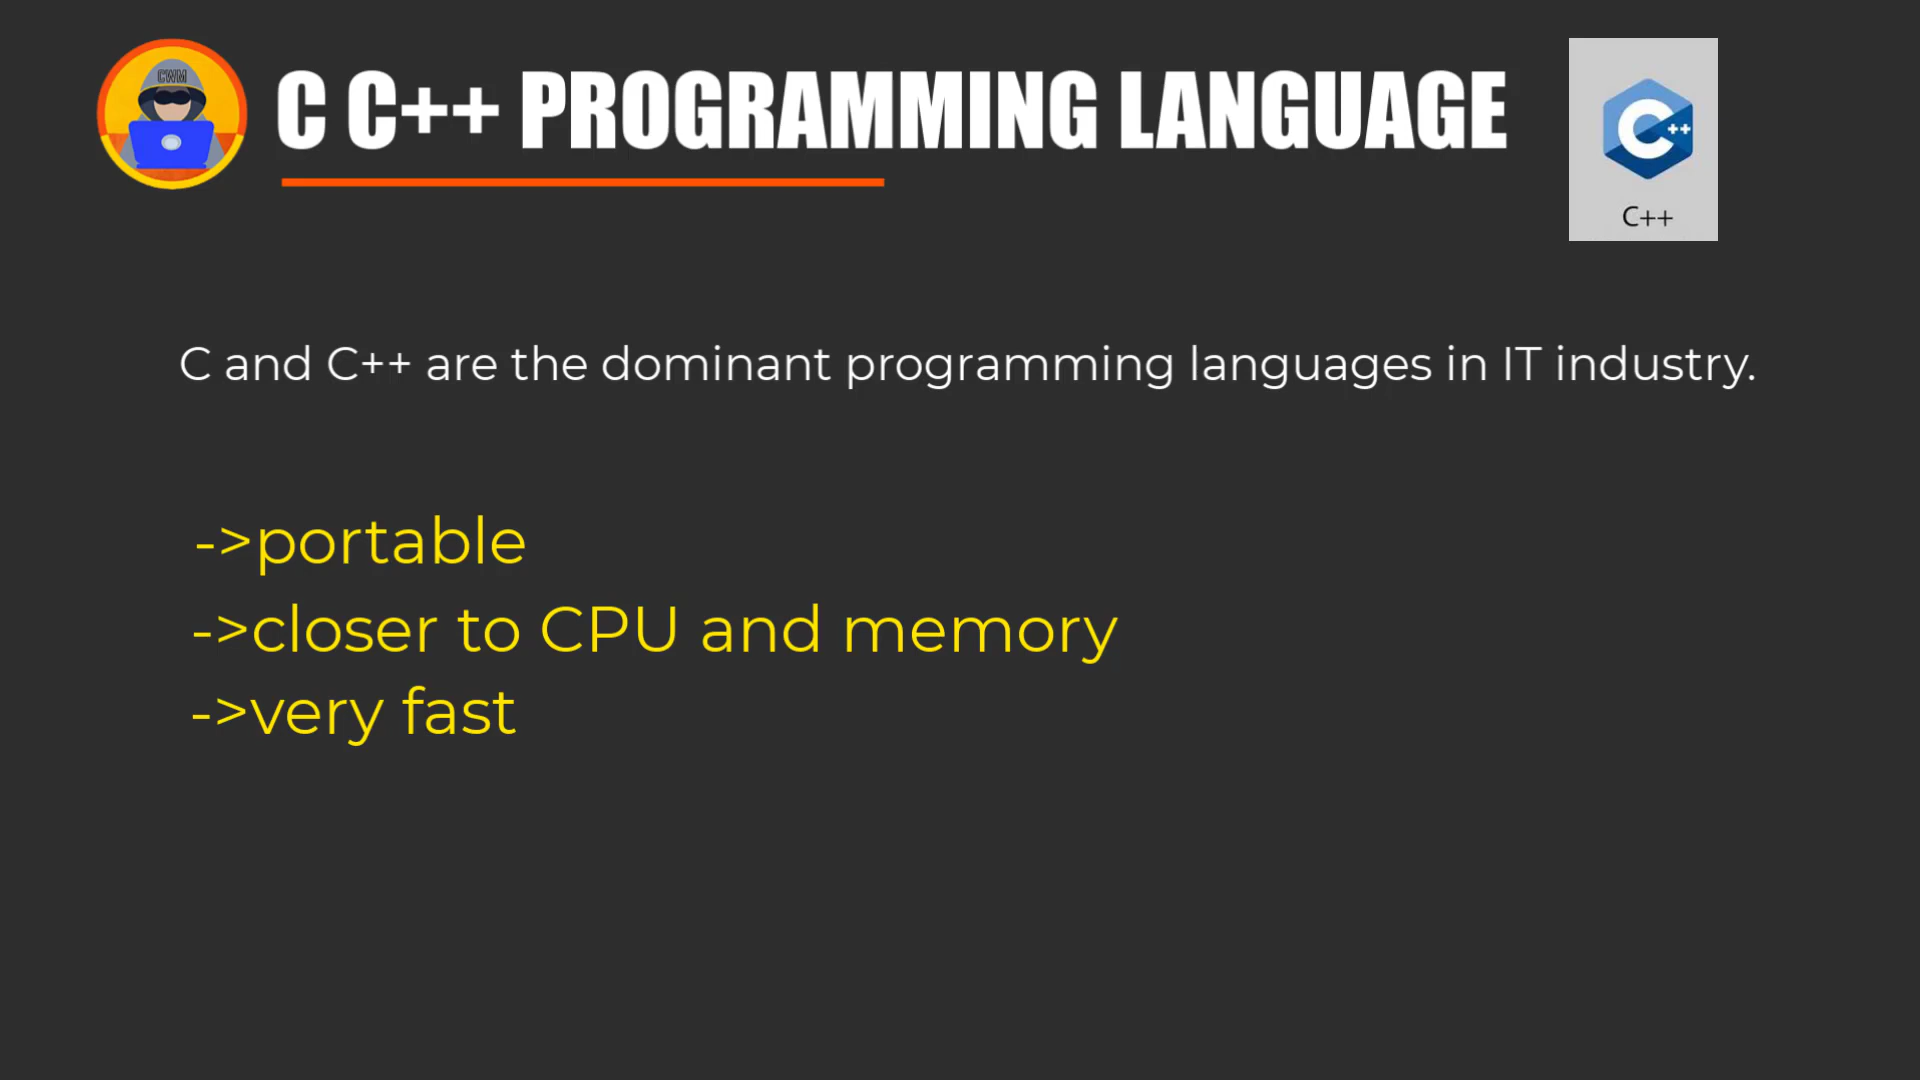 CWM
C C++ PROGRAMMING LANGUAGE
C++
C++
C and C++ are the dominant programming languages in IT industry.
->portable
->closer to CPU and memory
->very fast